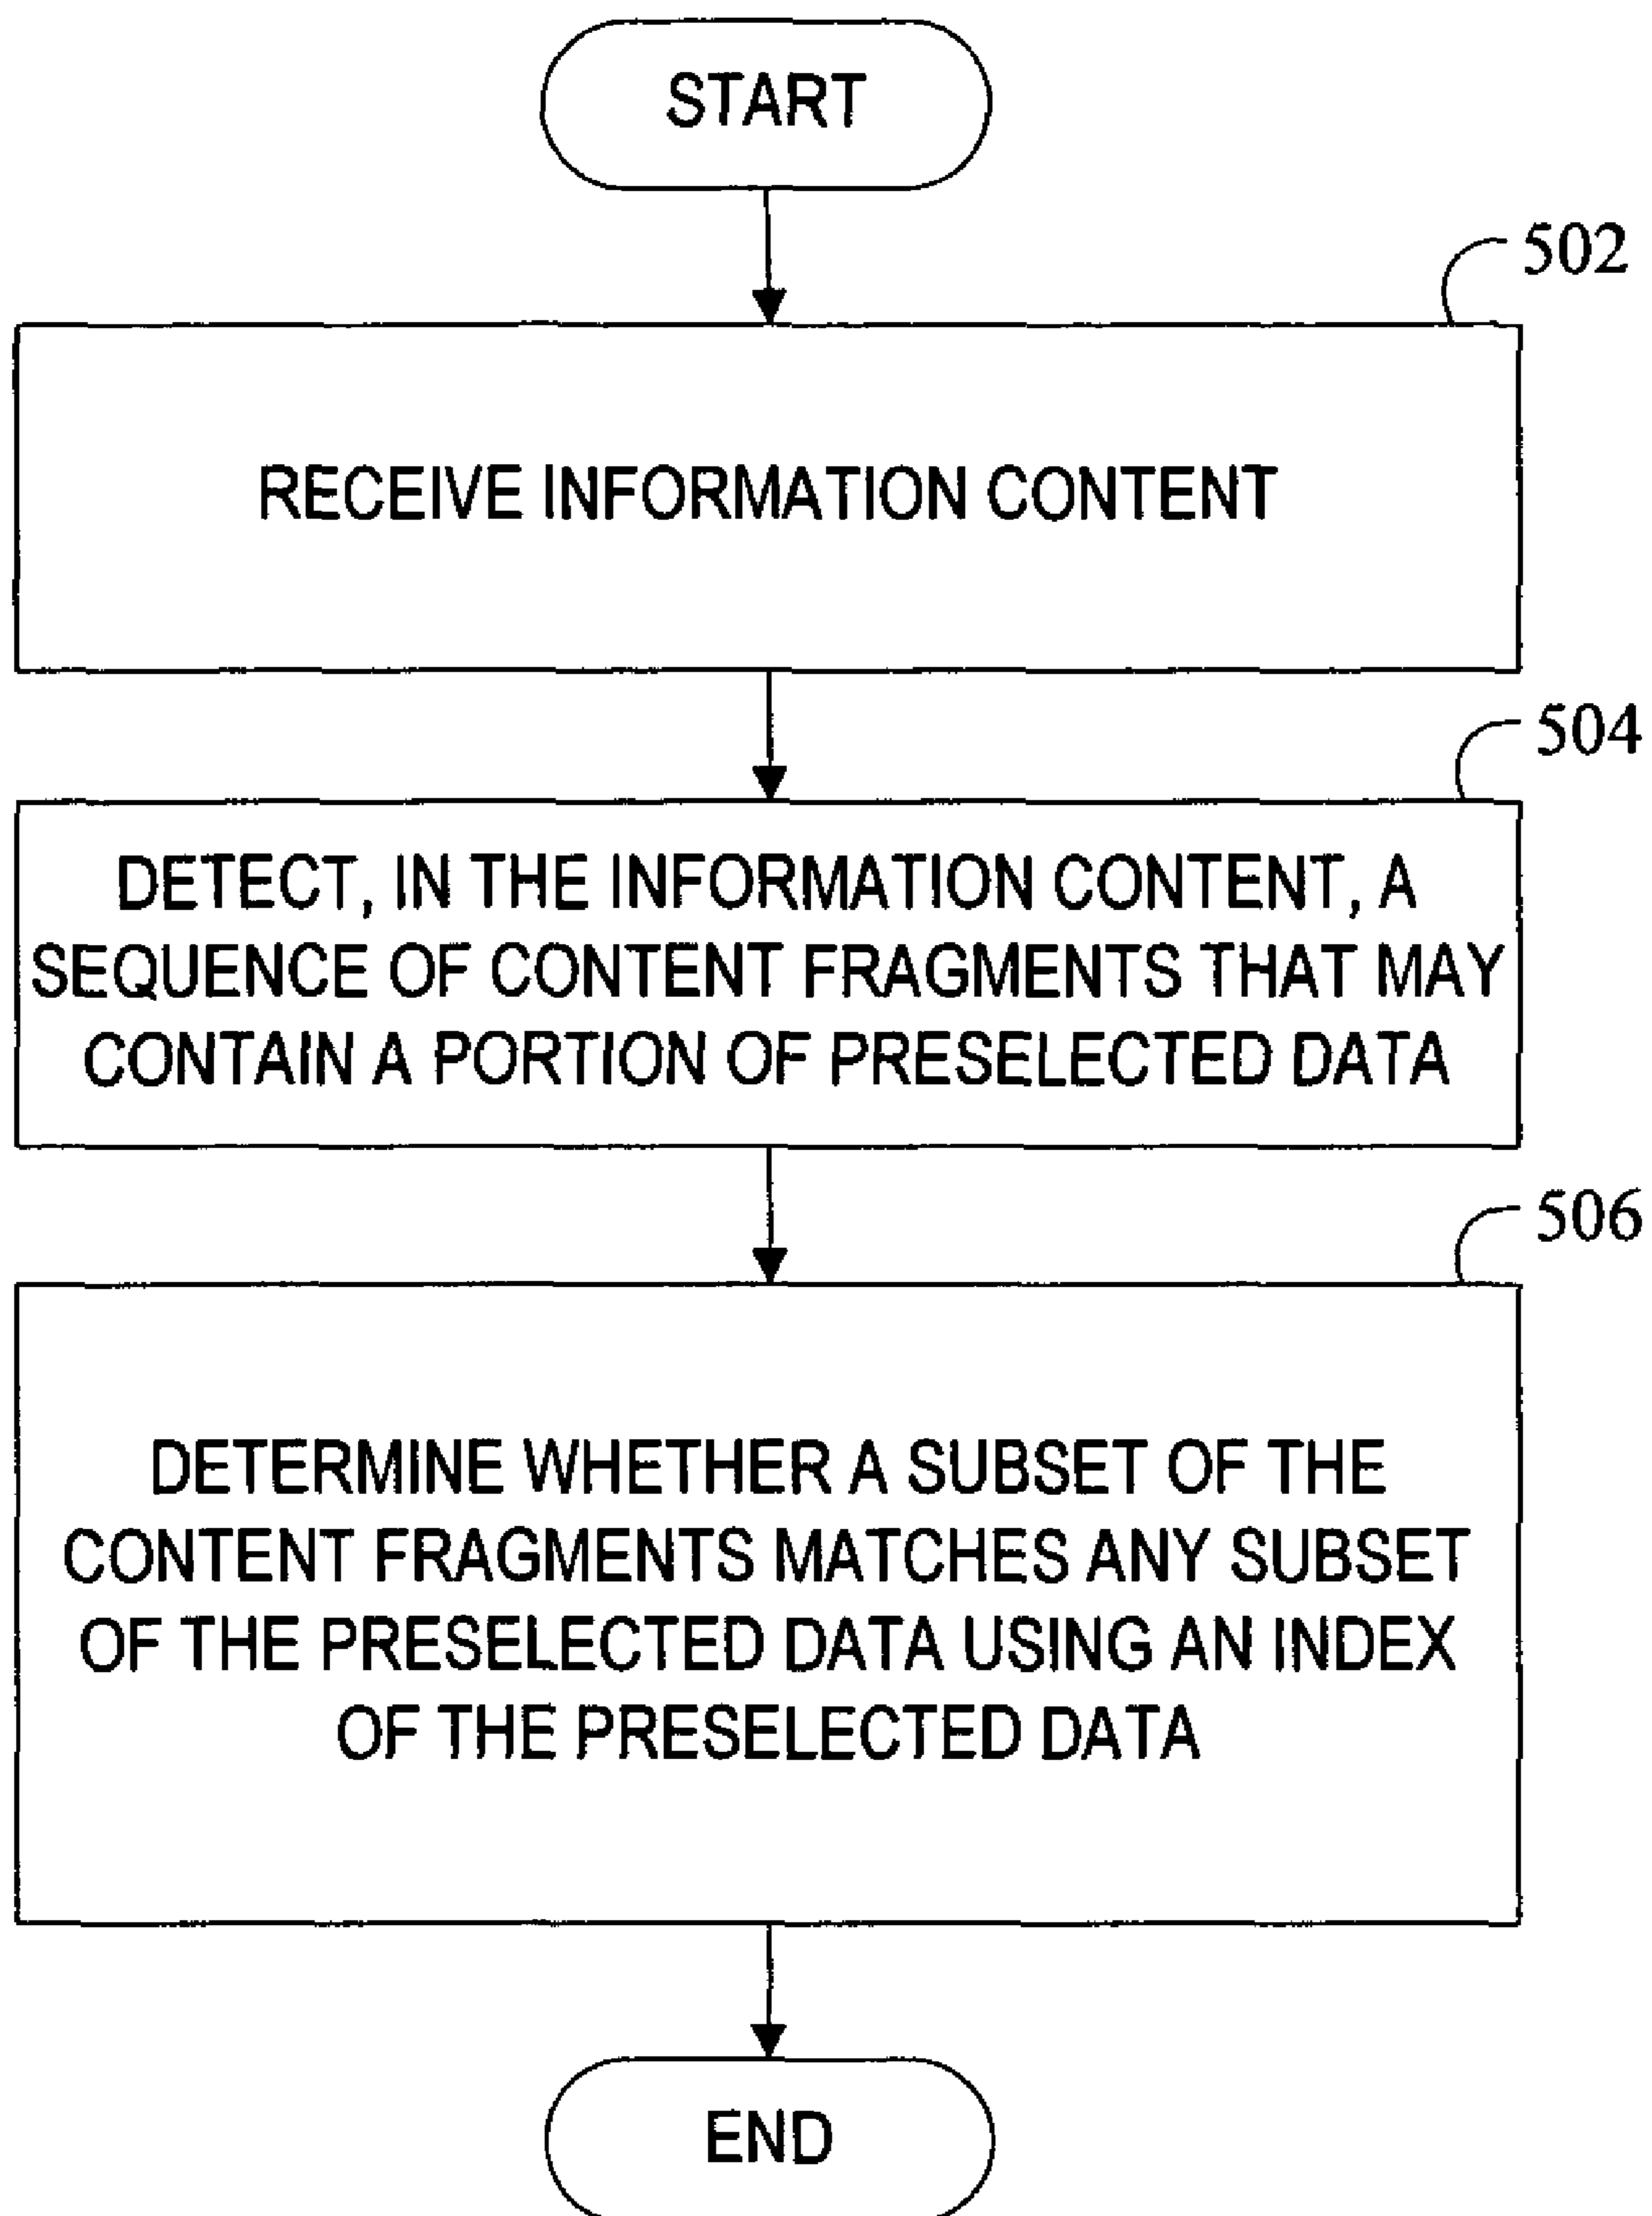 START
502
RECEIVE INFORMATION CONTENT
504
DETECT, IN THE INFORMATION CONTENT, A
SEQUENCE OF CONTENT FRAGMENTS THAT MAY
CONTAIN A PORTION OF PRESELECTED DATA
506
DETERMINE WHETHER A SUBSET OF THE
CONTENT FRAGMENTS MATCHES ANY SUBSET
OF THE PRESELECTED DATA USING AN INDEX
OF THE PRESELECTED DATA
END